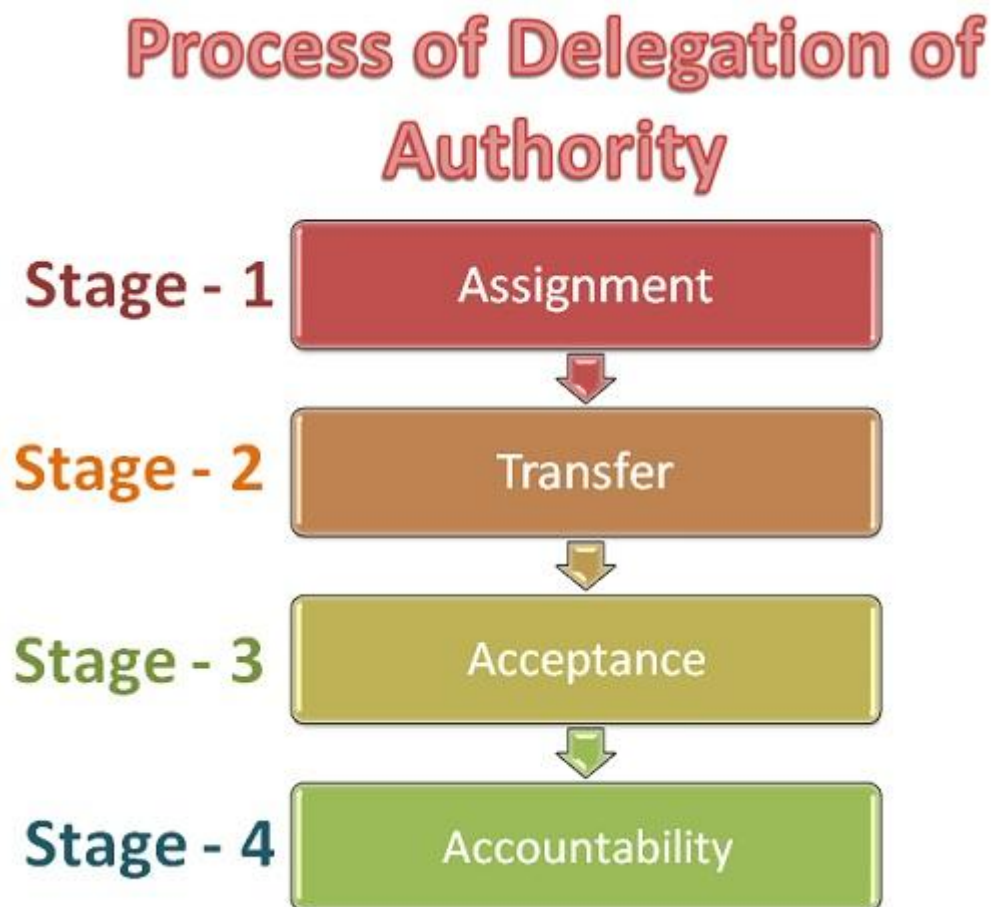 Process of Delegation of
Authority
Stage - 1
Assignment
Stage - 2
Transfer
Stage - 3
Acceptance
Stage - 4
Accountability